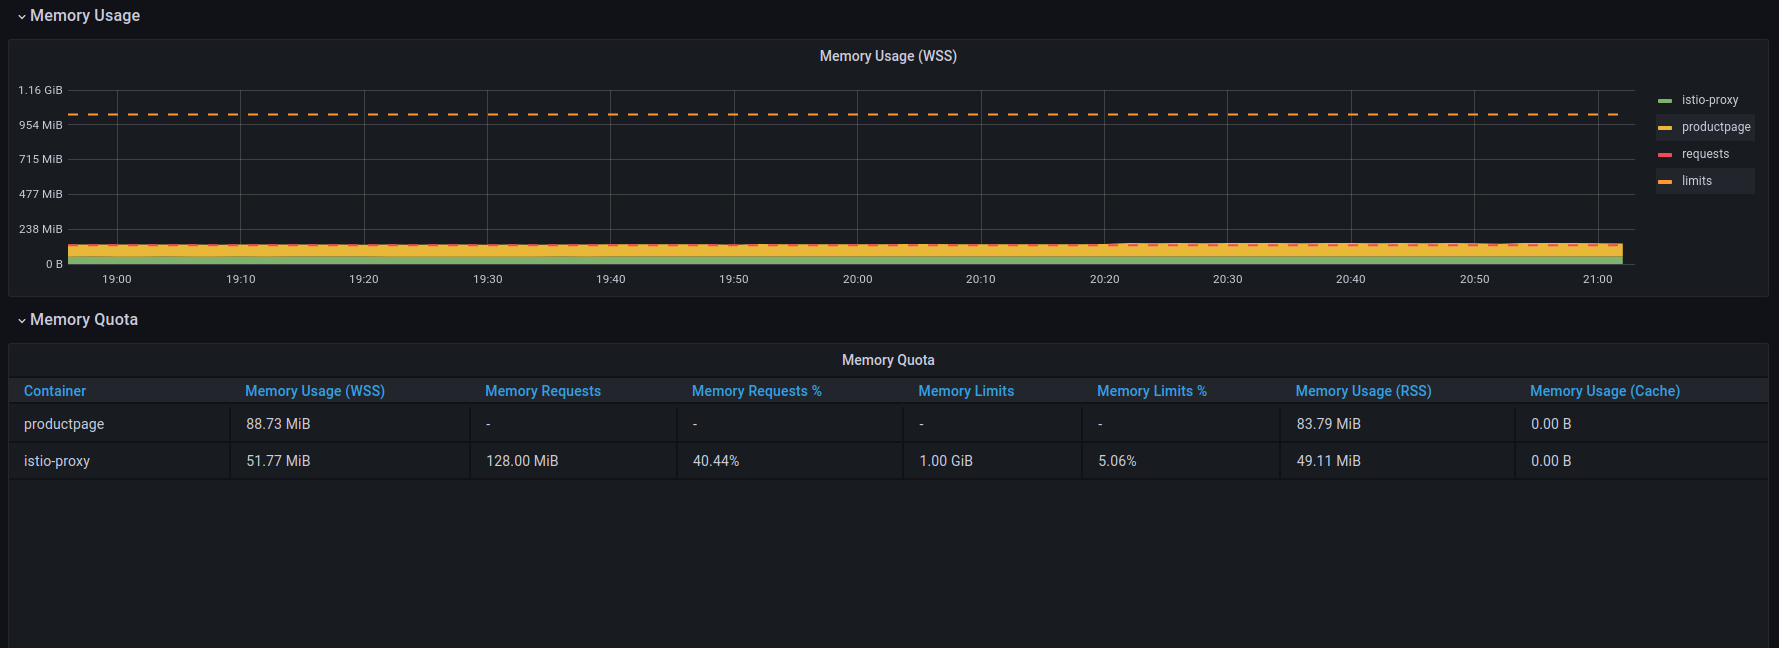 Memory Usage
Memory Usage (WSS)
1.16 GiB
954 MiB
715 MiB
477 MiB
238 MiB
0 B
19:00 19:10 19:20 19:30 19:40 19:50 20:00 20:10 20:20 20:30 20:40 20:50 21:00
istio-proxy
productpage
requests
limits
Memory Quota
Memory Quota
Container Memory Usage (WSS) Memory Requests Memory Requests % Memory Limits Memory Limits % Memory Usage (RSS) Memory Usage (Cache)
productpage 88.73 MiB - - - - 83.79 MiB 0.00 B
istio-proxy 51.77 MiB 128.00 MiB 40.44% 1.00 GiB 5.06% 49.11 MiB 0.00 B